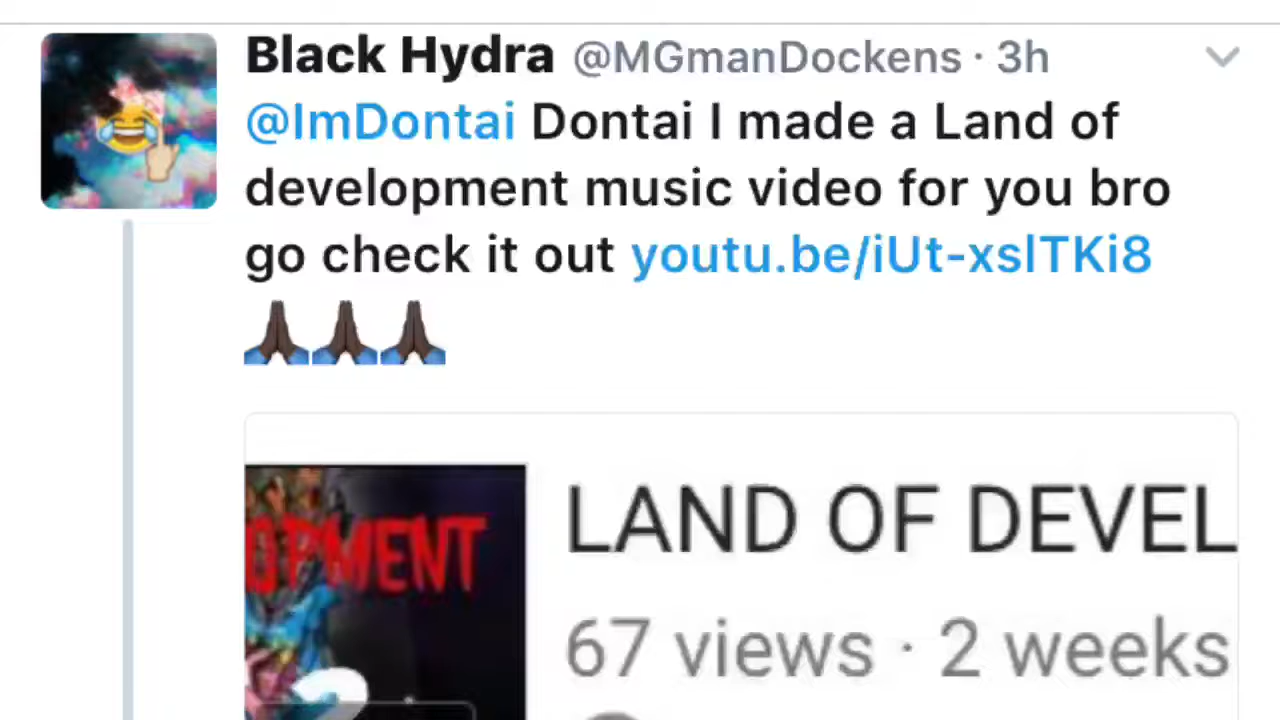 Black Hydra @MGmanDockens · 3h
@ImDontai Dontai I made a Land of
development music video for you bro
go check it out youtu.be/iUt-xslTKi8
🙏🏿🙏🏿🙏🏿
OPMENT
LAND OF DEVEL
67 views · 2 weeks